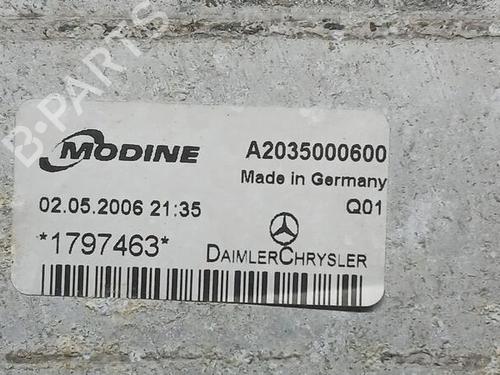 B-PARTS
MODINE
A2035000600
Made in Germany
02.05.2006 21:35
Q01
*1797463*
DAIMLERCHRYSLER